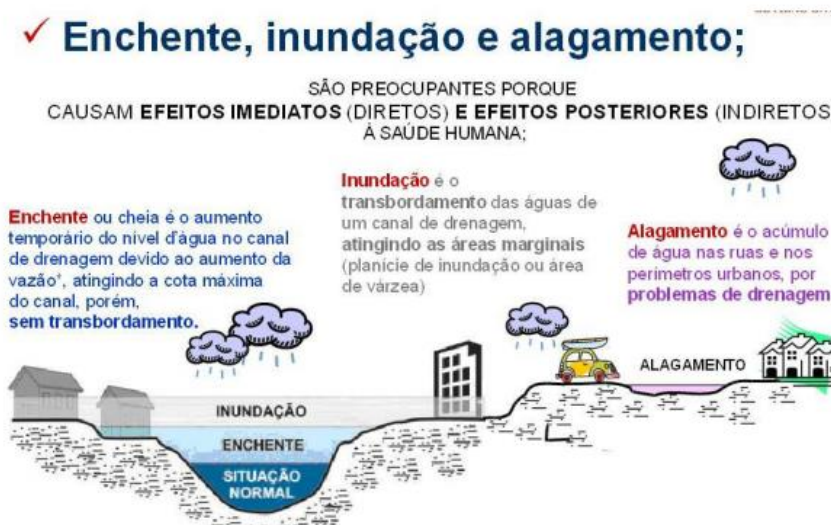 ✓ Enchente, inundação e alagamento;
SÃO PREOCUPANTES PORQUE
CAUSAM EFEITOS IMEDIATOS (DIRETOS) E EFEITOS POSTERIORES (INDIRETOS
À SAÚDE HUMANA;
Enchente ou cheia é o aumento
temporário do nível d'água no canal
de drenagem devido ao aumento da
vazão*, atingindo a cota máxima
do canal, porém,
sem transbordamento.
Inundação é o
transbordamento das águas de
um canal de drenagem,
atingindo as áreas marginais
(planície de inundação ou área
de várzea)
Alagamento é o acúmulo
de água nas ruas e nos
perímetros urbanos, por
problemas de drenagem
INUNDAÇÃO
ENCHENTE
SITUAÇÃO
NORMAL
ALAGAMENTO